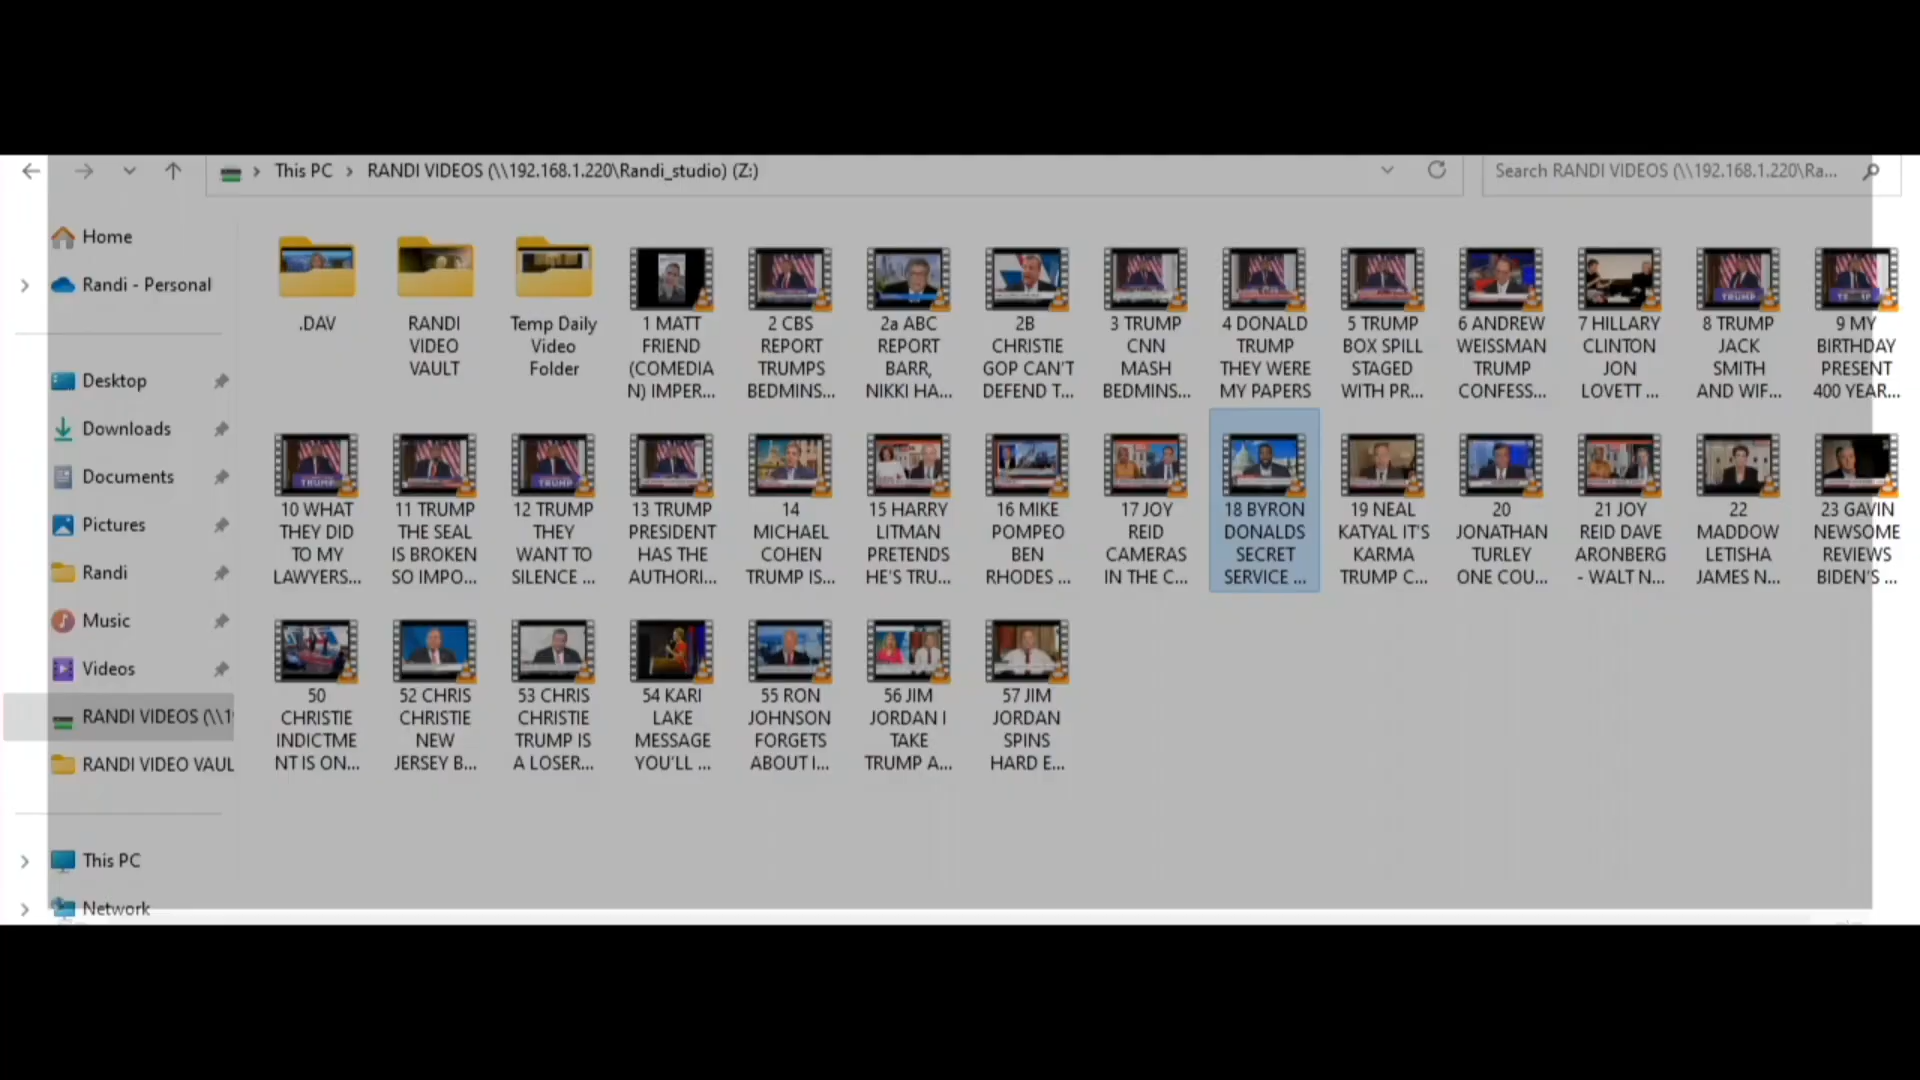 This PC > RANDI VIDEOS (\\192.168.1.220\Randi_studio) (Z:)
Search RANDI VIDEOS (\\192.168.1.220\Ra...
Home
Randi - Personal
Desktop
Downloads
Documents
Pictures
Randi
Music
Videos
RANDI VIDEOS (\\1
RANDI VIDEO VAUL
This PC
Network
.DAV
RANDI
VIDEO
VAULT
Temp Daily
Video
Folder
1 MATT
FRIEND
(COMEDIA
N) IMPER...
2 CBS
REPORT
TRUMPS
BEDMINS...
2a ABC
REPORT
BARR,
NIKKI HA...
2B
CHRISTIE
GOP CAN'T
DEFEND T...
3 TRUMP
CNN
MASH
BEDMINS...
4 DONALD
TRUMP
THEY WERE
MY PAPERS
5 TRUMP
BOX SPILL
STAGED
WITH PR...
6 ANDREW
WEISSMAN
TRUMP
CONFESS...
7 HILLARY
CLINTON
JON
LOVETT ...
8 TRUMP
JACK
SMITH
AND WIF...
9 MY
BIRTHDAY
PRESENT
400 YEAR...
10 WHAT
THEY DID
TO MY
LAWYERS...
11 TRUMP
THE SEAL
IS BROKEN
SO IMPO...
12 TRUMP
THEY
WANT TO
SILENCE ...
13 TRUMP
PRESIDENT
HAS THE
AUTHORI...
14
MICHAEL
COHEN
TRUMP IS...
15 HARRY
LITMAN
PRETENDS
HE'S TRU...
16 MIKE
POMPEO
BEN
RHODES ...
17 JOY
REID
CAMERAS
IN THE C...
18 BYRON
DONALDS
SECRET
SERVICE ...
19 NEAL
KATYAL IT'S
KARMA
TRUMP C...
20
JONATHAN
TURLEY
ONE COU...
21 JOY
REID DAVE
ARONBERG
- WALT N...
22
MADDOW
LETISHA
JAMES N...
23 GAVIN
NEWSOME
REVIEWS
BIDEN'S ...
50
CHRISTIE
INDICTME
NT IS ON...
52 CHRIS
CHRISTIE
NEW
JERSEY B...
53 CHRIS
CHRISTIE
TRUMP IS
A LOSER...
54 KARI
LAKE
MESSAGE
YOU'LL ...
55 RON
JOHNSON
FORGETS
ABOUT I...
56 JIM
JORDAN I
TAKE
TRUMP A...
57 JIM
JORDAN
SPINS
HARD E...